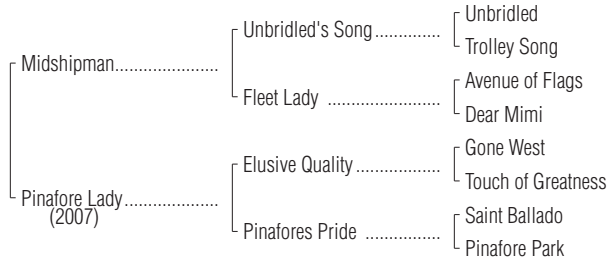 Unbridled
Unbridled's Song..............
Trolley Song
Midshipman....................
Avenue of Flags
Fleet Lady ......................
Dear Mimi
Gone West
Elusive Quality ................
Touch of Greatness
Pinafore Lady..................
(2007)
Saint Ballado
Pinafores Pride ...............
Pinafore Park